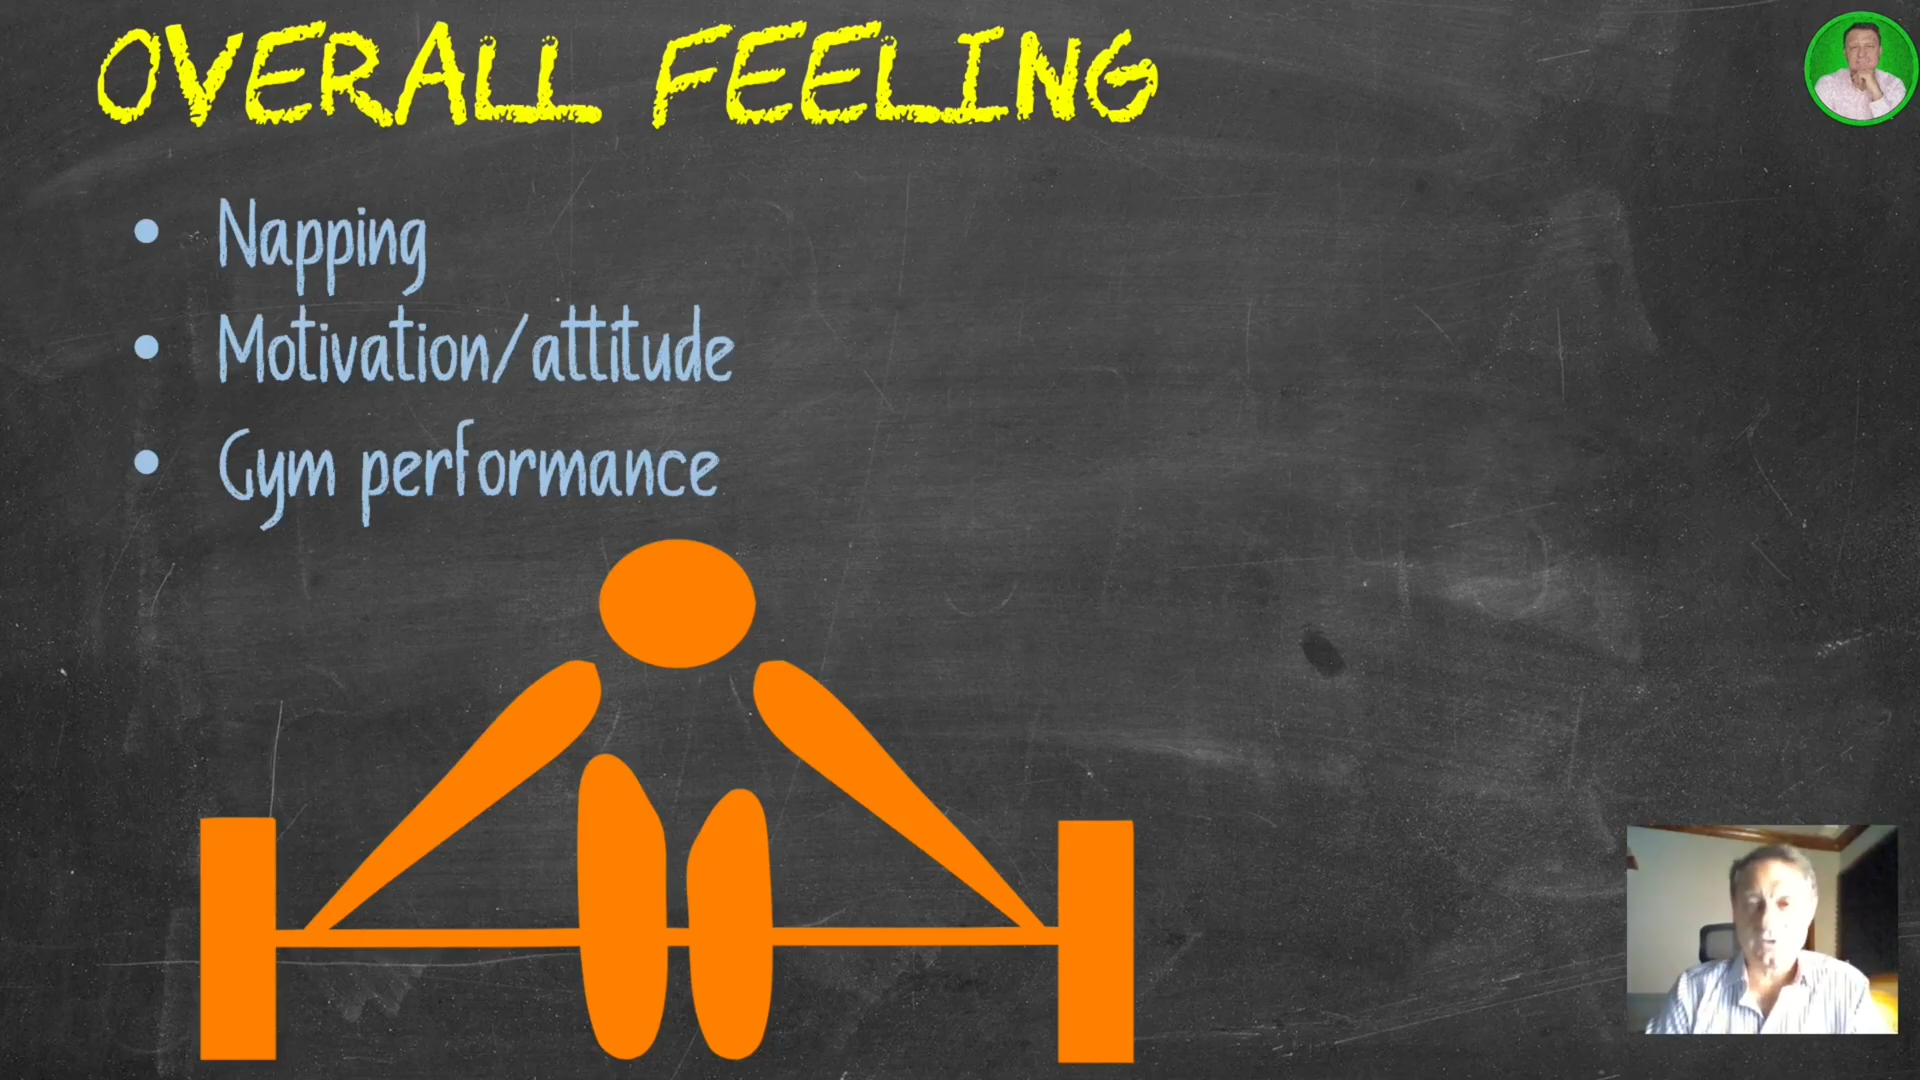 OVERALL FEELING
• Napping
• Motivation/attitude
• Gym performance